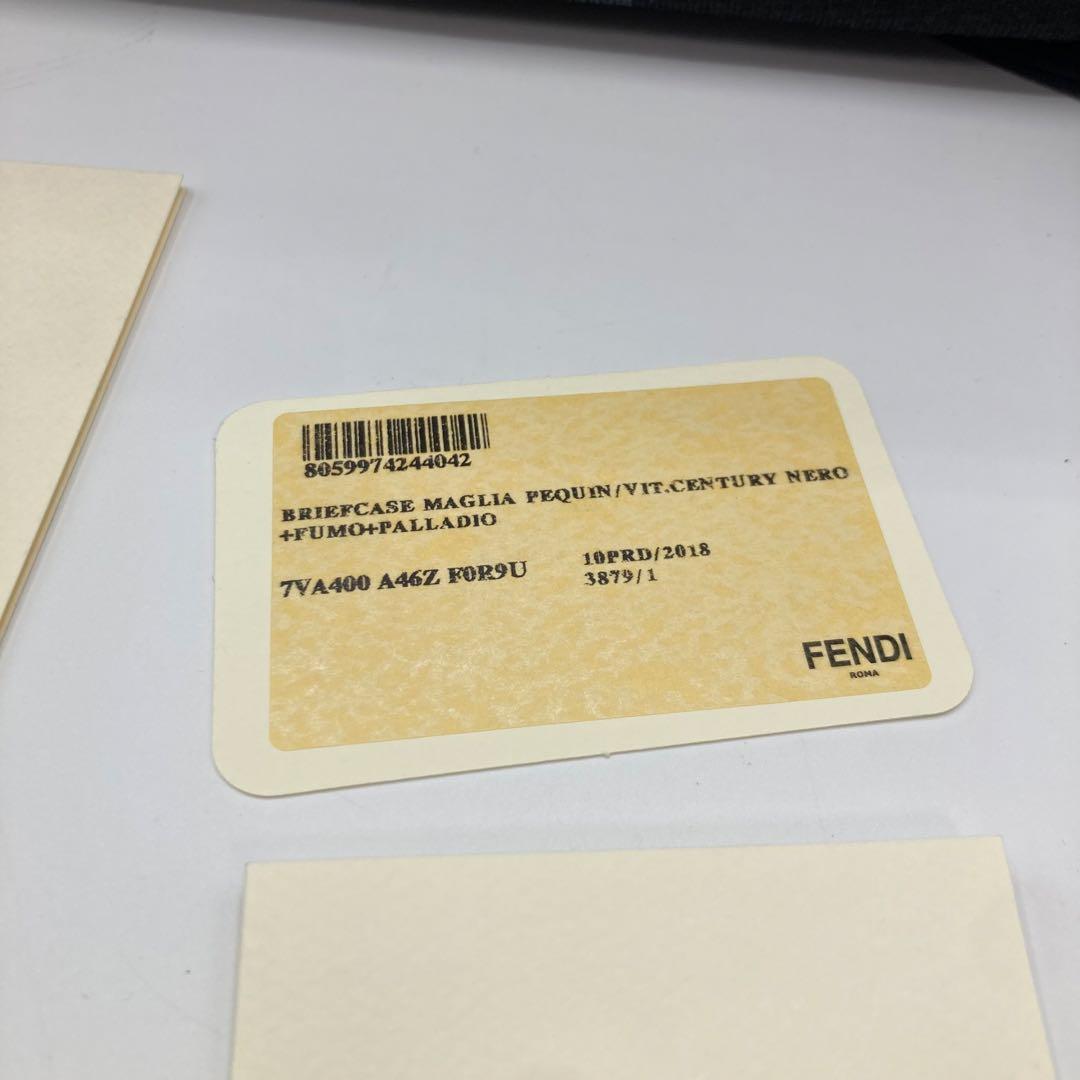 8059974244042
BRIEFCASE MAGLIA PEQUIN/VIT.CENTURY NERO
+FUMO+PALLADIO
7VA400 A46Z F0R9U
10PRD/2018
3879/1
FENDI
ROMA